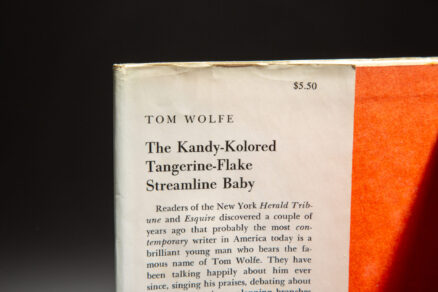 $5.50
TOM WOLFE
The Kandy-Kolored
Tangerine-Flake
Streamline Baby
Readers of the New York Herald Trib-
une and Esquire discovered a couple of
years ago that probably the most con-
temporary writer in America today is a
brilliant young man who bears the fa-
mous name of Tom Wolfe. They have
been talking happily about him ever
since, singing his praises, debating about